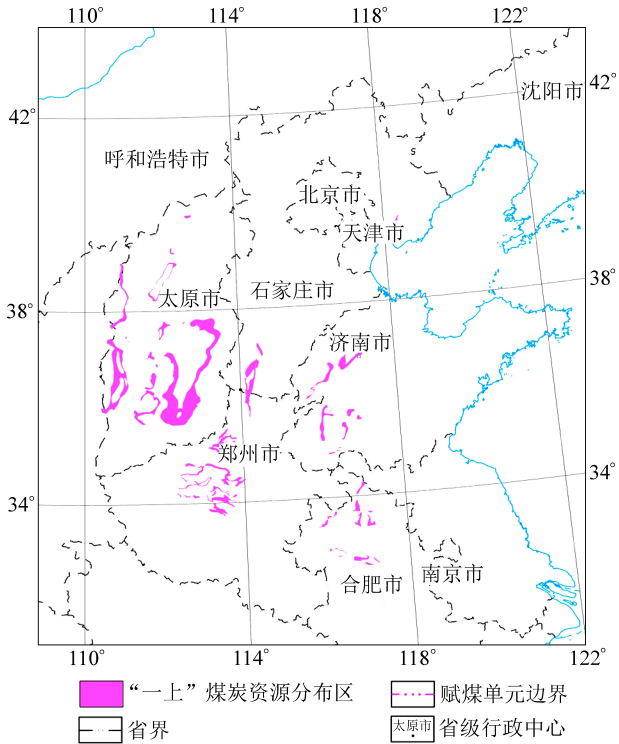 110° 114° 118° 122°
沈阳市 42°
42°
呼和浩特市
北京市
天津市
38°
石家庄市
太原市
38°
济南市
郑州市
34°
34°
南京市
合肥市
110° 114° 118° 122°
“一上”煤炭资源分布区 赋煤单元边界
省界 太原市 省级行政中心